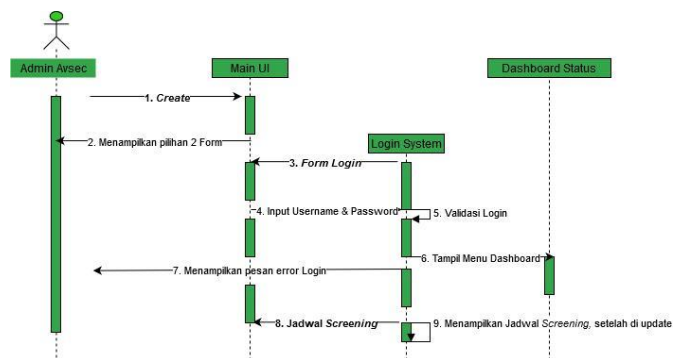 Admin Avsec
Main UI
Dashboard Status
1. Create
2. Menampilkan pilihan 2 Form
Login System
3. Form Login
4. Input Username & Password
5. Validasi Login
6. Tampil Menu Dashboard
7. Menampilkan pesan error Login
8. Jadwal Screening
9. Menampilkan Jadwal Screening, setelah di update